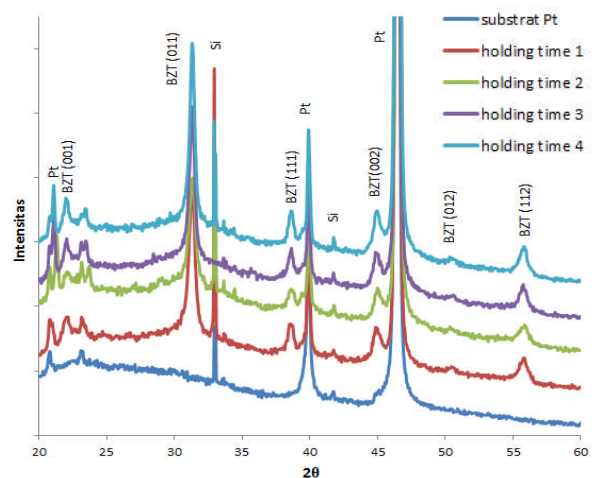 substrat Pt
holding time 1
holding time 2
holding time 3
holding time 4
Pt
BZT (001)
BZT (011)
Si
BZT (111)
Pt
Si
BZT(002)
Pt
BZT (012)
BZT (112)
Intensitas
20
25
30
35
40
45
50
55
60
2θ